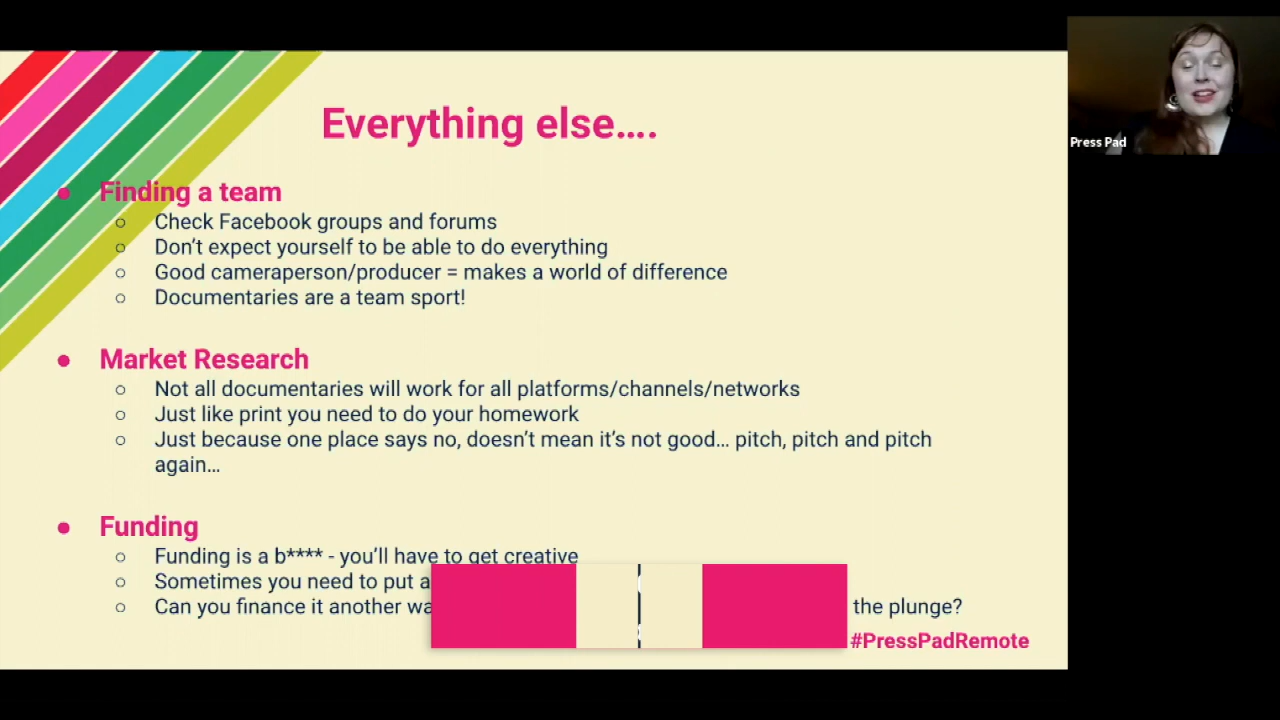 Everything else....
Press Pad
● Finding a team
○ Check Facebook groups and forums
○ Don't expect yourself to be able to do everything
○ Good cameraperson/producer = makes a world of difference
○ Documentaries are a team sport!
● Market Research
○ Not all documentaries will work for all platforms/channels/networks
○ Just like print you need to do your homework
○ Just because one place says no, doesn't mean it's not good... pitch, pitch and pitch
again...
● Funding
○ Funding is a b**** - you'll have to get creative
○ Sometimes you need to put a
○ Can you finance it another the plunge?
#PressPadRemote